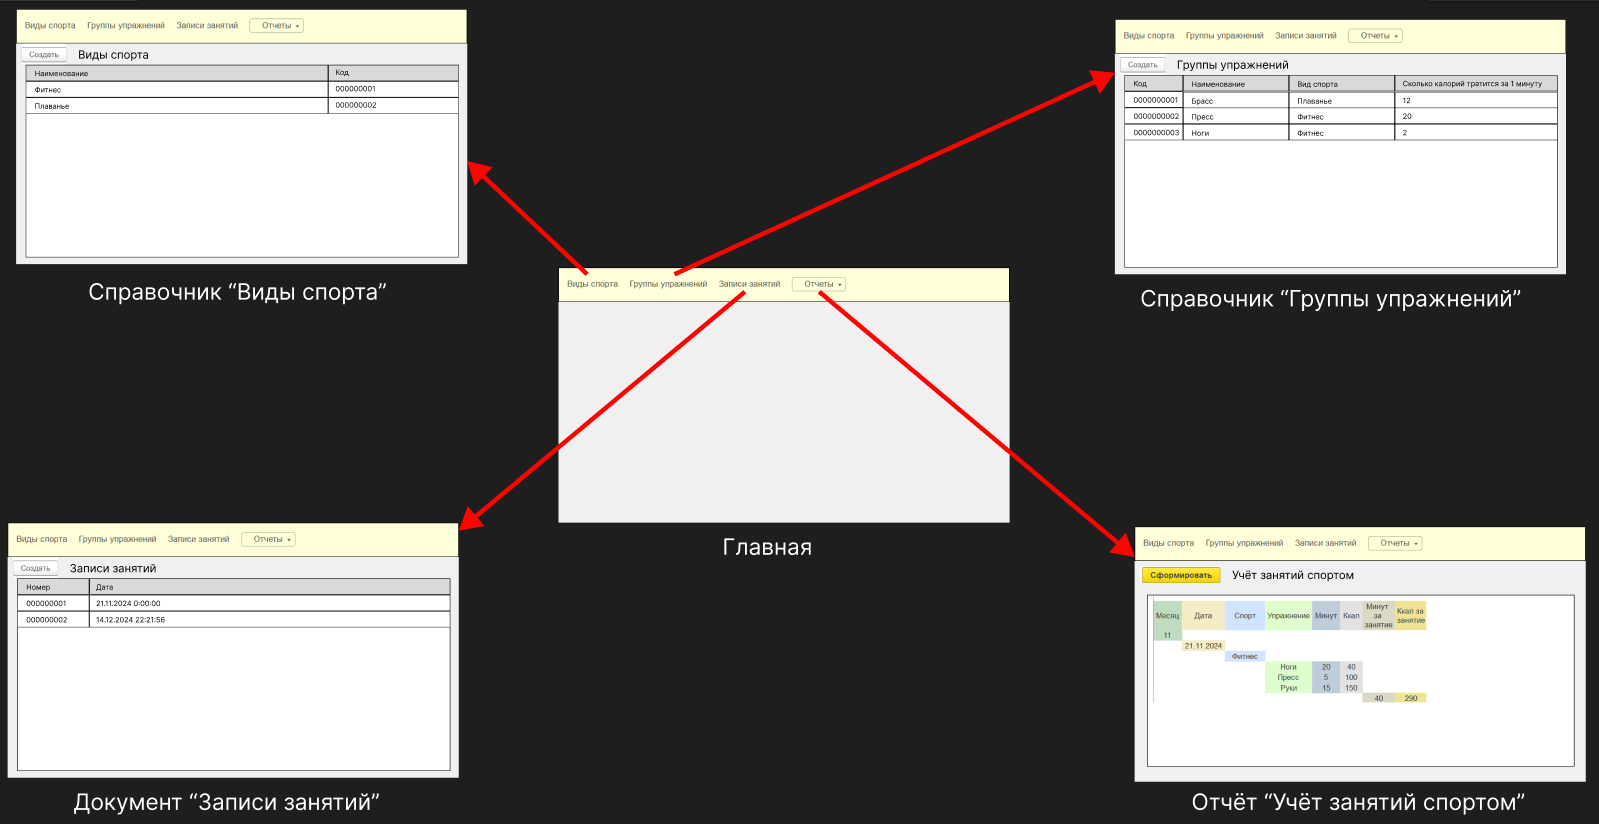 Виды спорта Группы упражнений Записи занятий Отчеты
Создать Виды спорта
Наименование Код
Фитнес 000000001
Плаванье 000000002
Справочник “Виды спорта”
Виды спорта Группы упражнений Записи занятий Отчеты
Создать Группы упражнений
Код Наименование Вид спорта Сколько калорий тратится за 1 минуту
0000000001 Брасс Плаванье 12
0000000002 Пресс Фитнес 20
0000000003 Ноги Фитнес 2
Справочник “Группы упражнений”
Виды спорта Группы упражнений Записи занятий Отчеты
Главная
Виды спорта Группы упражнений Записи занятий Отчеты
Создать Записи занятий
Номер Дата
000000001 21.11.2024 0:00:00
000000002 14.12.2024 22:21:56
Документ “Записи занятий”
Виды спорта Группы упражнений Записи занятий Отчеты
Сформировать Учёт занятий спортом
Месяц Дата Спорт Упражнение Минут Ккал Минут за занятие Ккал за занятие
11
21.11.2024
Фитнес
Ноги 20 40
Пресс 5 100
Руки 15 150
40 290
Отчёт “Учёт занятий спортом”